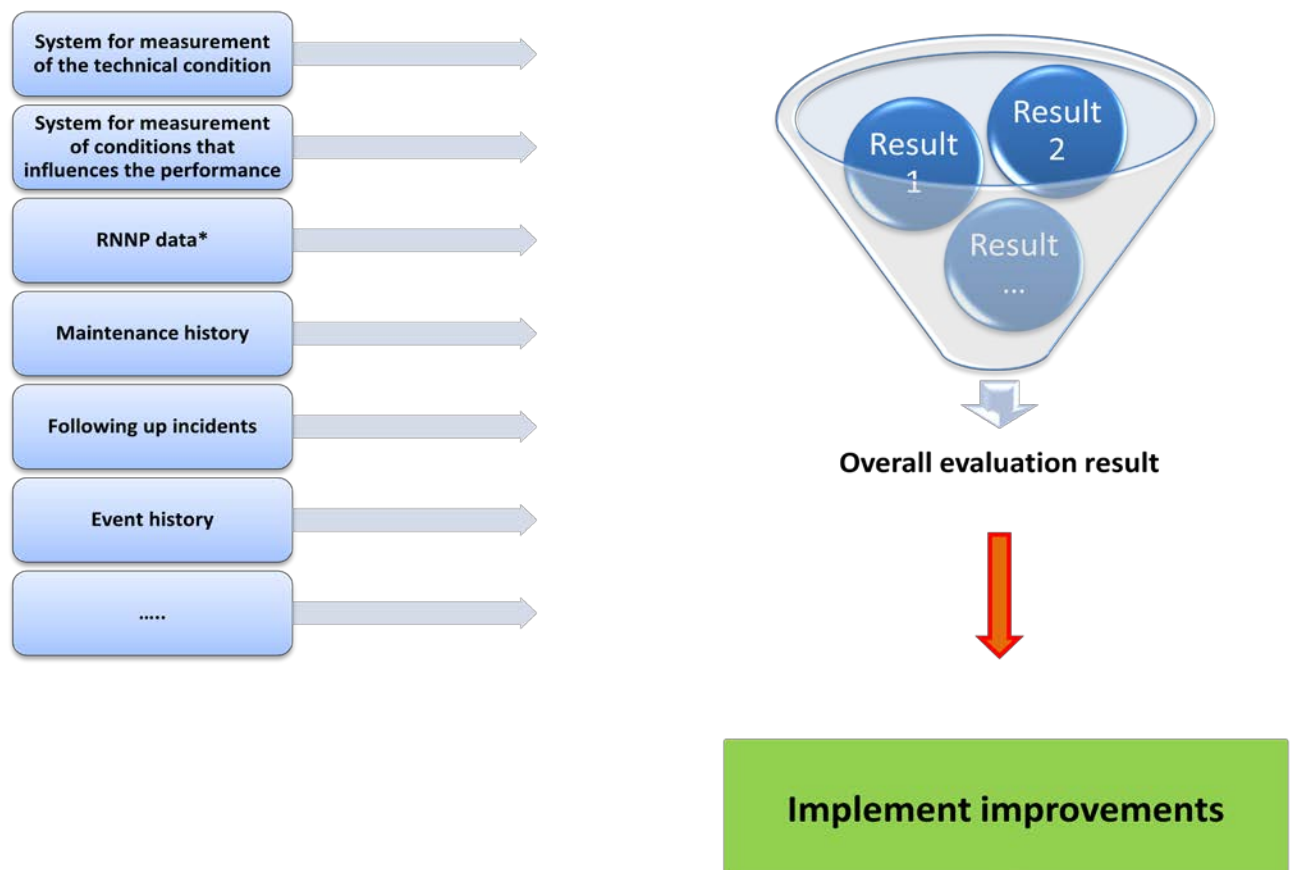 System for measurement
of the technical condition
System for measurement
of conditions that
influences the performance
RNNP data*
Maintenance history
Following up incidents
Event history
.....
Result
1
Result
2
Result
...
Overall evaluation result
Implement improvements